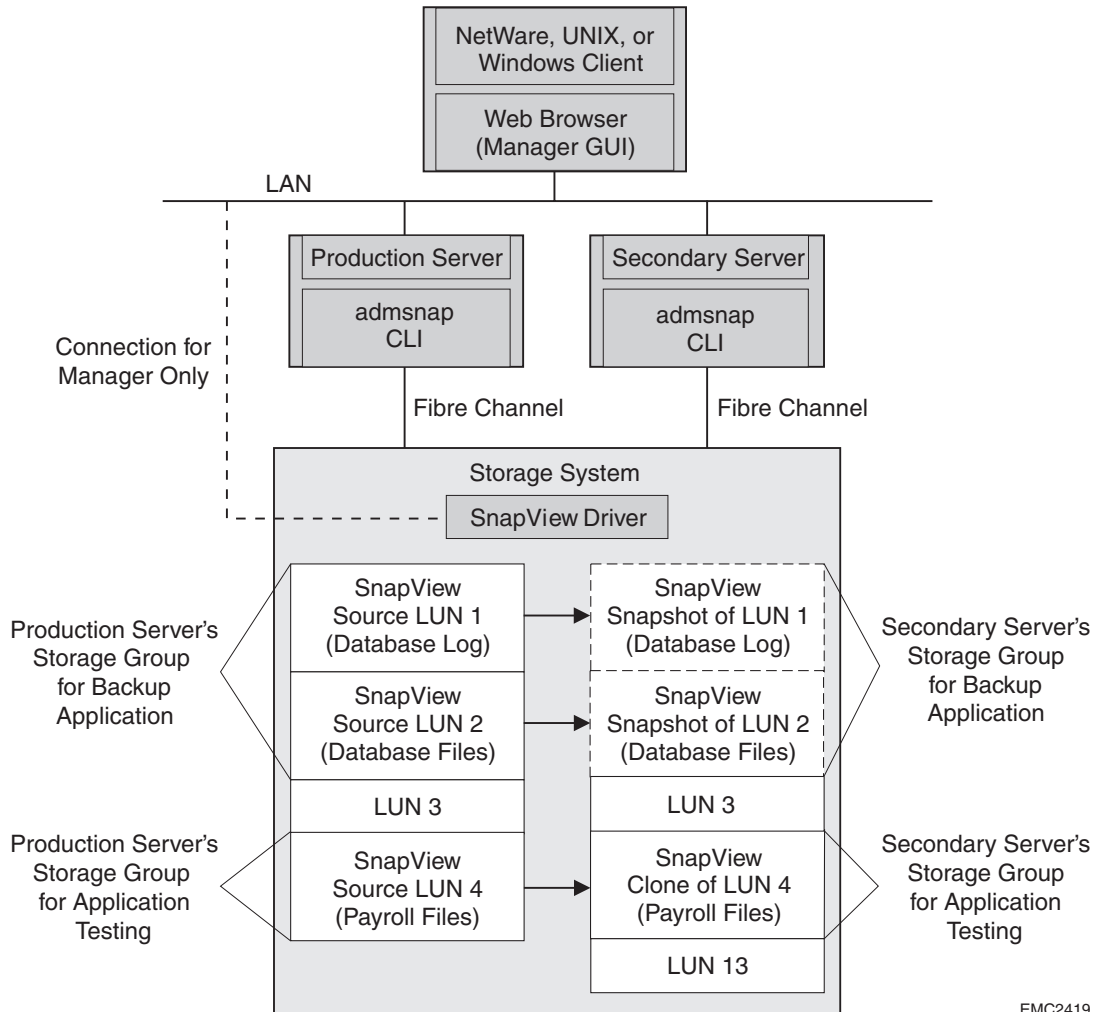 NetWare, UNIX, or
Windows Client
Web Browser
(Manager GUI)
LAN
Production Server
admsnap
CLI
Secondary Server
admsnap
CLI
Connection for
Manager Only
Fibre Channel
Fibre Channel
Storage System
SnapView Driver
Production Server's
Storage Group
for Backup
Application
SnapView
Source LUN 1
(Database Log)
SnapView
Snapshot of LUN 1
(Database Log)
SnapView
Source LUN 2
(Database Files)
SnapView
Snapshot of LUN 2
(Database Files)
Secondary Server's
Storage Group
for Backup
Application
LUN 3
LUN 3
Production Server's
Storage Group
for Application
Testing
SnapView
Source LUN 4
(Payroll Files)
SnapView
Clone of LUN 4
(Payroll Files)
Secondary Server's
Storage Group
for Application
Testing
LUN 13
EMC2419